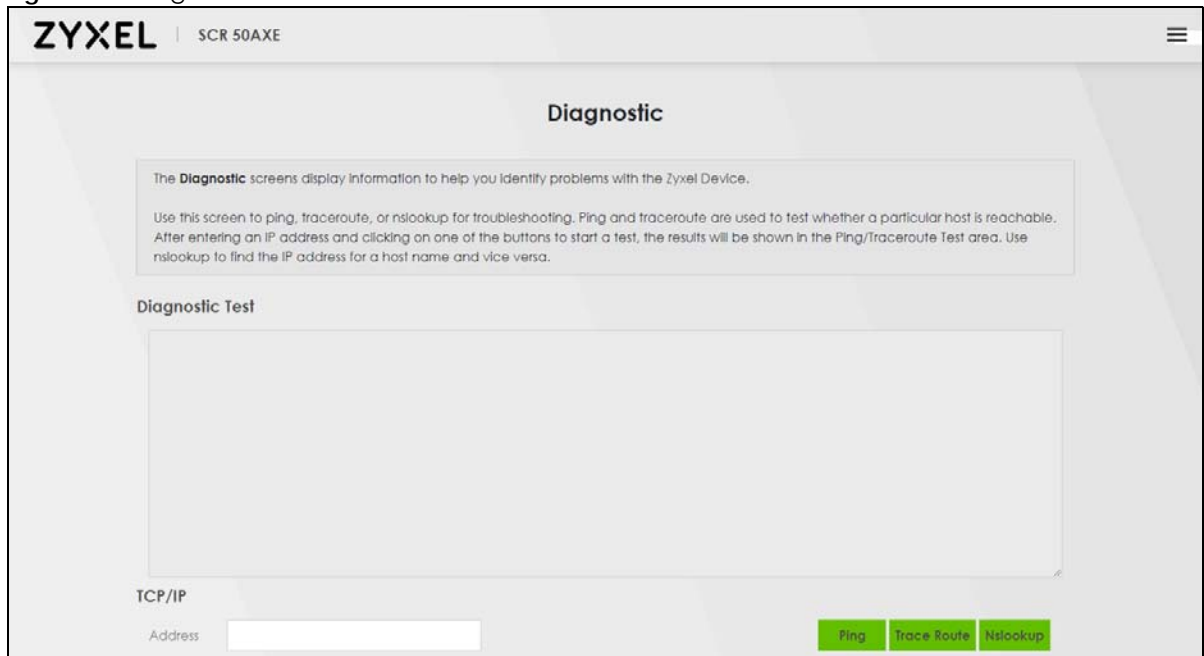 ZYXEL SCR 50AXE
Diagnostic
The Diagnostic screens display information to help you identify problems with the Zyxel Device.
Use this screen to ping, traceroute, or nslookup for troubleshooting. Ping and traceroute are used to test whether a particular host is reachable.
After entering an IP address and clicking on one of the buttons to start a test, the results will be shown in the Ping/Traceroute Test area. Use
nslookup to find the IP address for a host name and vice versa.
Diagnostic Test
TCP/IP
Address Ping Trace Route Nslookup